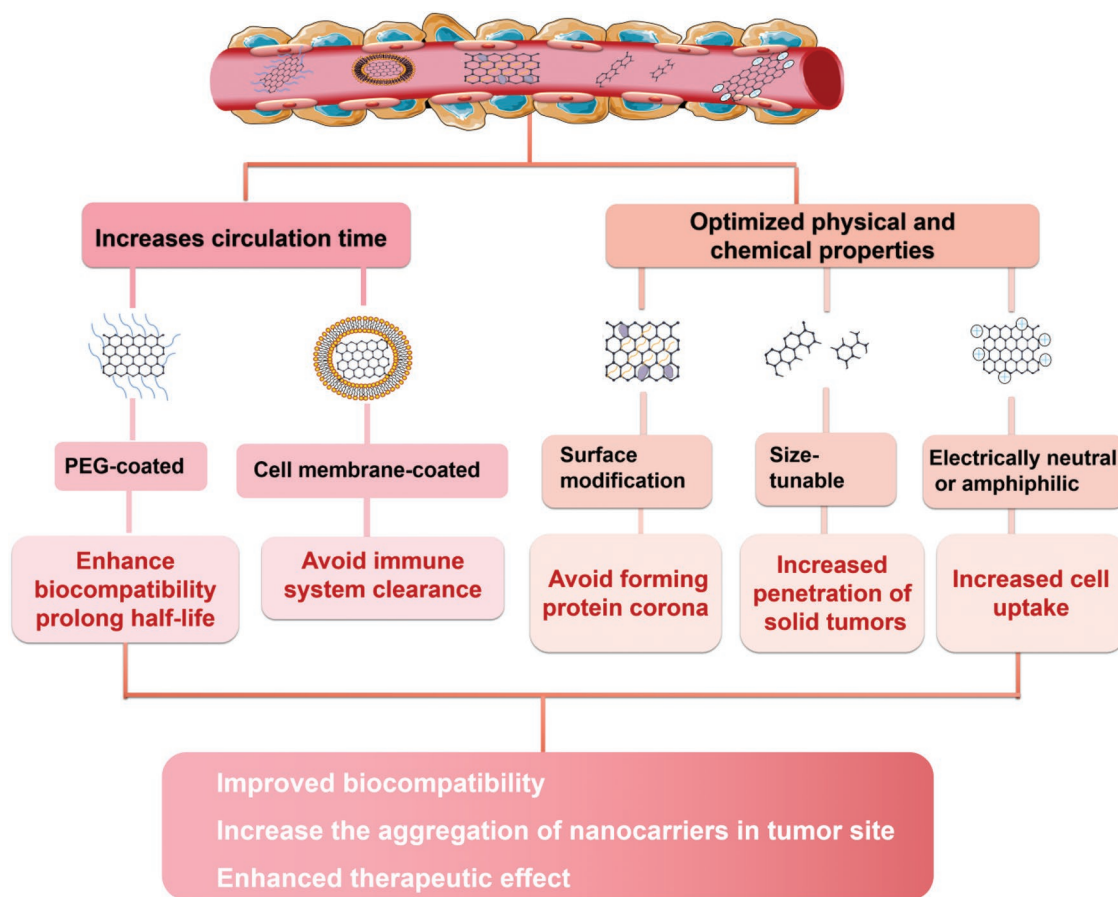 Increases circulation time
Optimized physical and
chemical properties
PEG-coated
Cell membrane-coated
Surface
modification
Size-
tunable
Electrically neutral
or amphiphilic
Enhance
biocompatibility
prolong half-life
Avoid immune
system clearance
Avoid forming
protein corona
Increased
penetration of
solid tumors
Increased cell
uptake
Improved biocompatibility
Increase the aggregation of nanocarriers in tumor site
Enhanced therapeutic effect